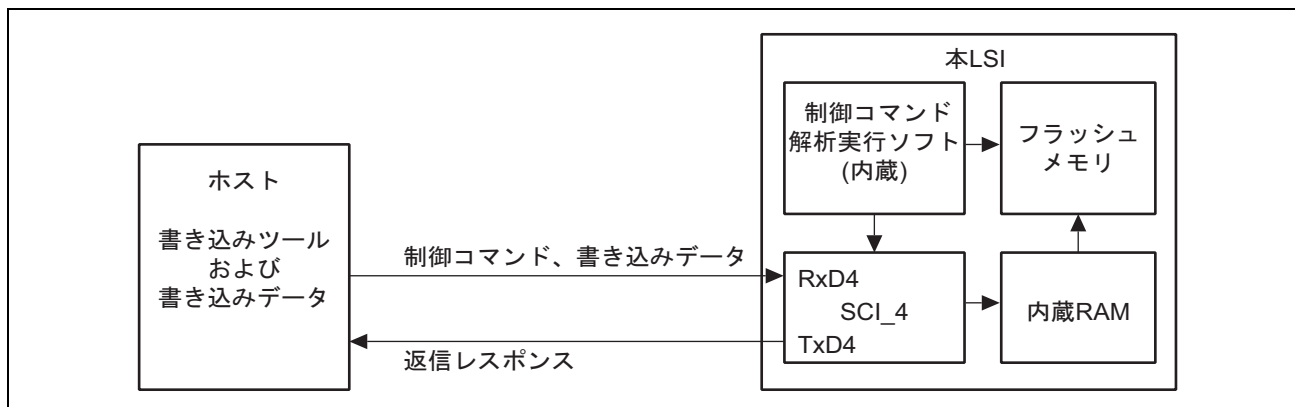 本LSI
制御コマンド
解析実行ソフト
(内蔵)
フラッシュ
メモリ
ホスト
書き込みツール
および
書き込みデータ
制御コマンド、書き込みデータ
返信レスポンス
RxD4
SCI_4
TxD4
内蔵RAM